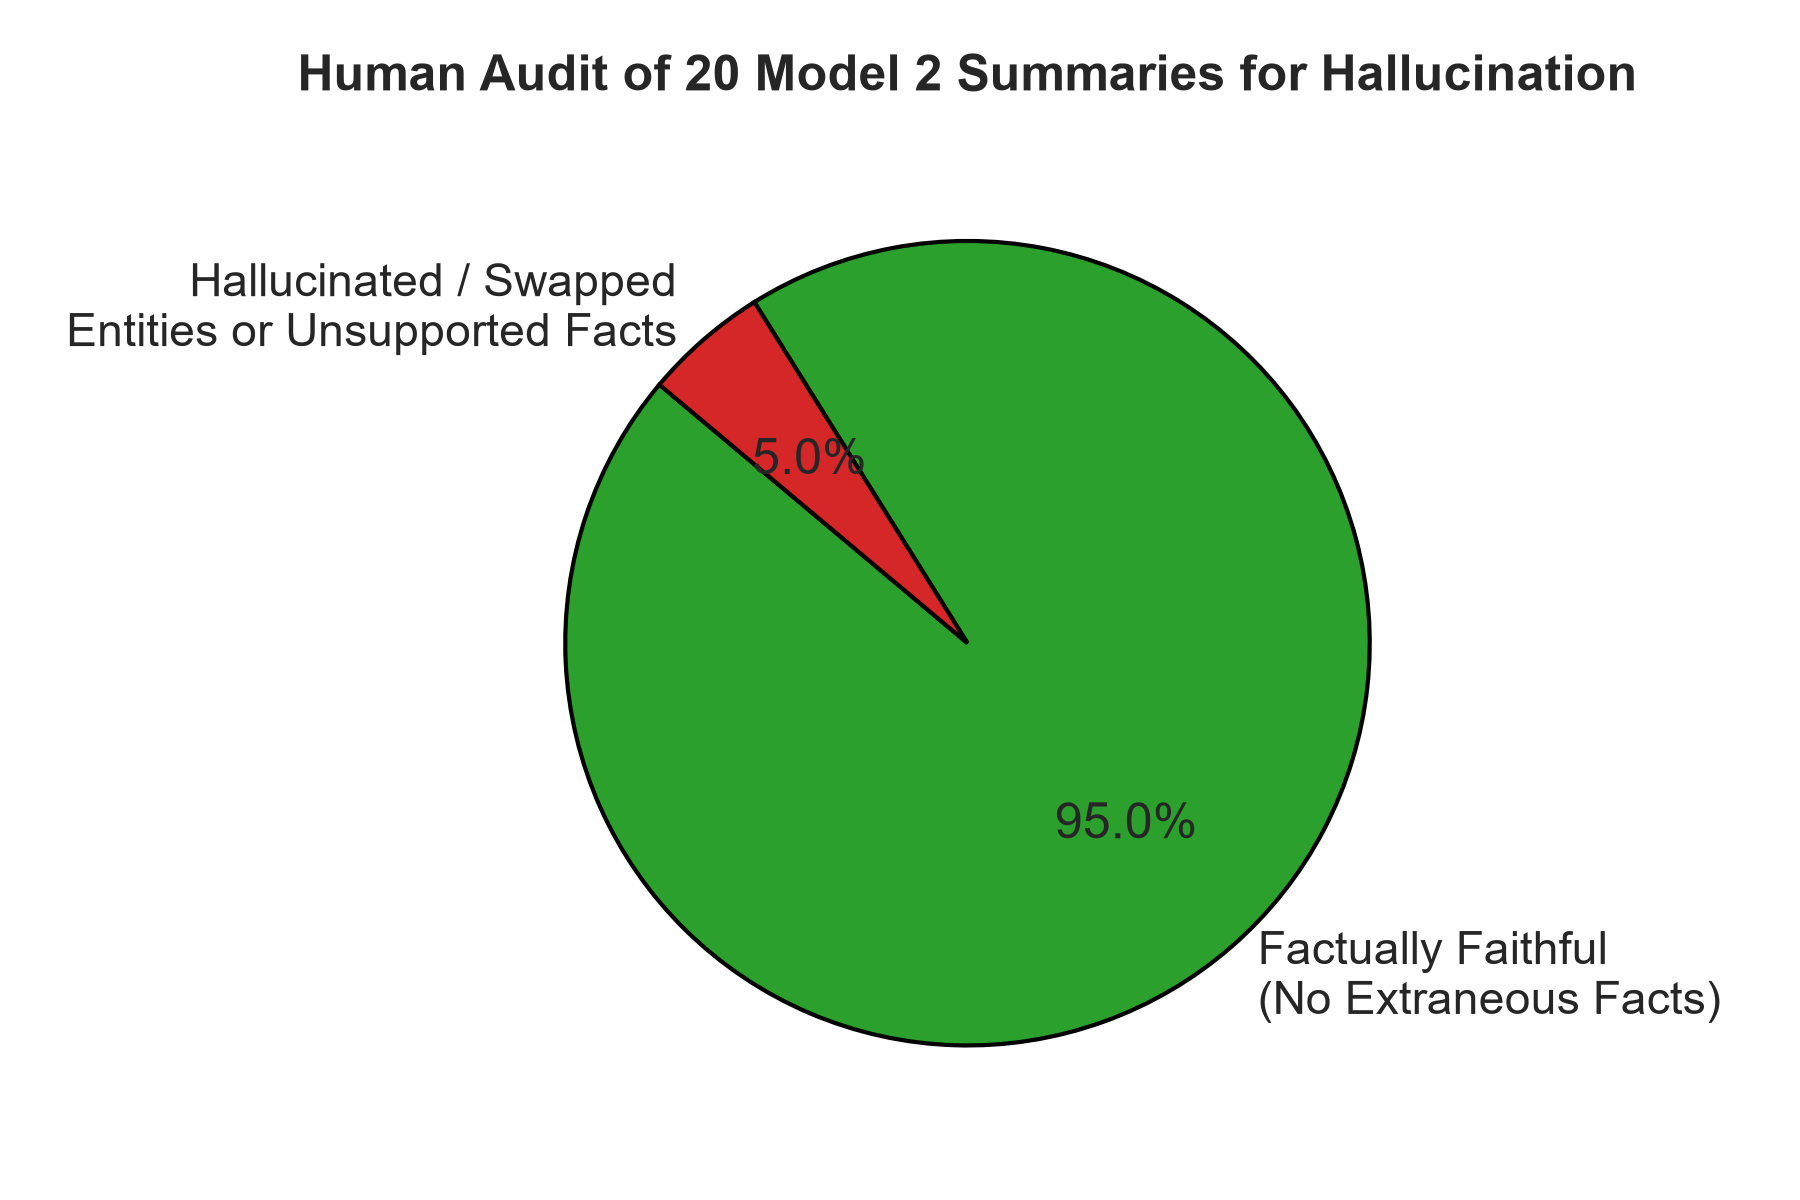 Human Audit of 20 Model 2 Summaries for Hallucination
Hallucinated / Swapped
Entities or Unsupported Facts
5.0%
95.0%
Factually Faithful
(No Extraneous Facts)